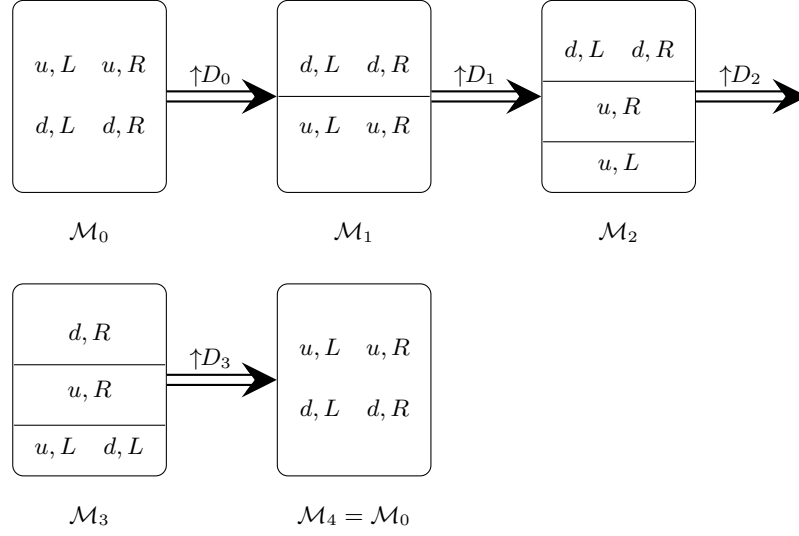 u, L u, R
d, L d, R
↑D₀
M₀
d, L d, R
u, L u, R
↑D₁
M₁
d, L d, R
u, R
u, L
↑D₂
M₂
d, R
u, R
u, L d, L
↑D₃
M₃
u, L u, R
d, L d, R
M₄ = M₀